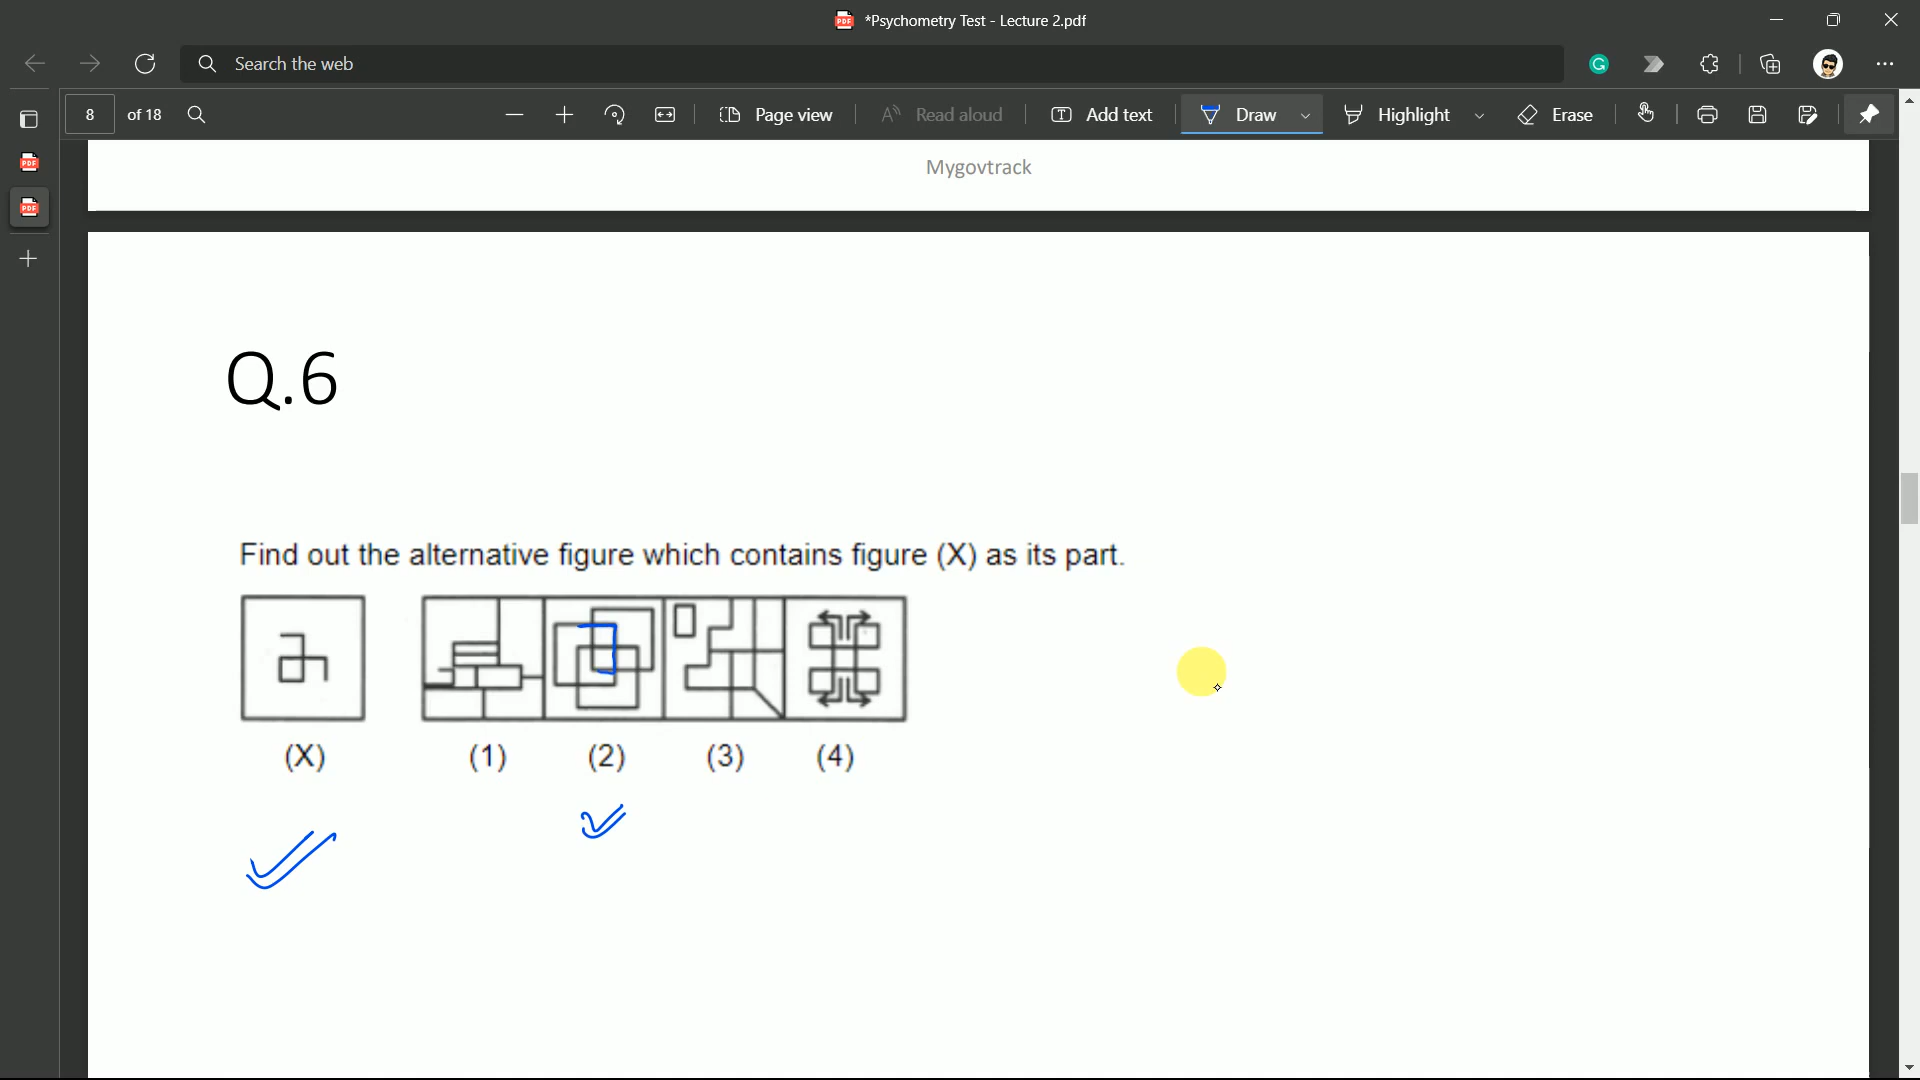 *Psychometry Test - Lecture 2.pdf
Search the web
8 of 18 Page view Read aloud Add text Draw Highlight Erase
Mygovtrack
Q.6
Find out the alternative figure which contains figure (X) as its part.
(X) (1) (2) (3) (4)